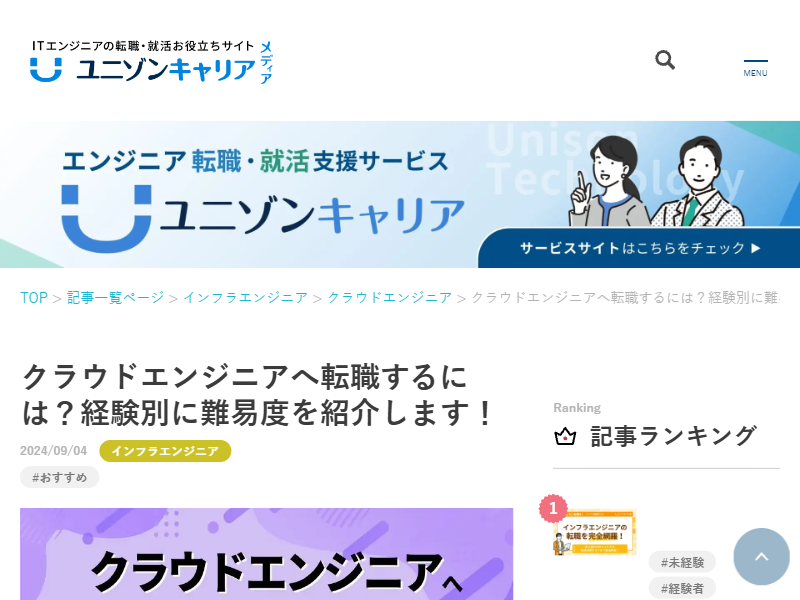 ITエンジニアの転職・就活お役立ちサイト
ユニゾンキャリア
メディア
MENU
Unison
Technology
エンジニア転職・就活支援サービス
ユニゾンキャリア
サービスサイトはこちらをチェック ▶
TOP > 記事一覧ページ > インフラエンジニア > クラウドエンジニア > クラウドエンジニアへ転職するには？経験別に難
クラウドエンジニアへ転職するに
は？経験別に難易度を紹介します！
2024/09/04 インフラエンジニア
#おすすめ
クラウドエンジニアへ
Ranking
記事ランキング
1
インフラエンジニアの
転職を完全網羅！
#未経験
#経験者